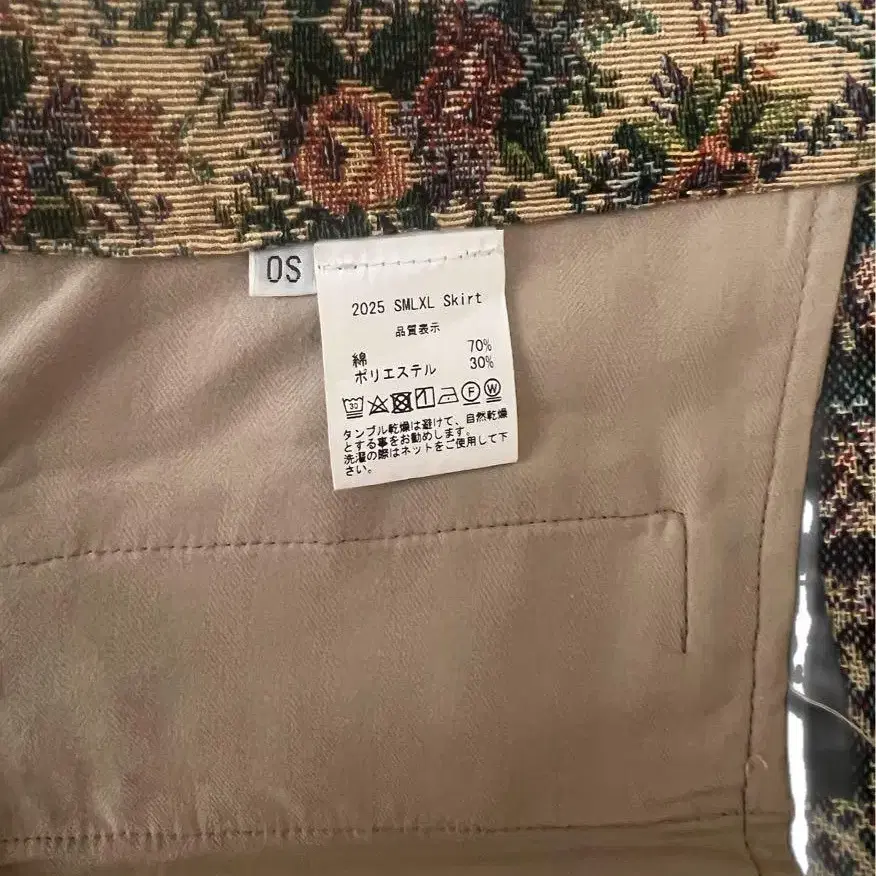 OS
2025 SMLXL Skirt
品質表示
綿 70%
ポリエステル 30%
30 F W
タンブル乾燥は避けて、自然乾燥
とする事をお勧めします。
洗濯の際はネットをご使用して下
さい。